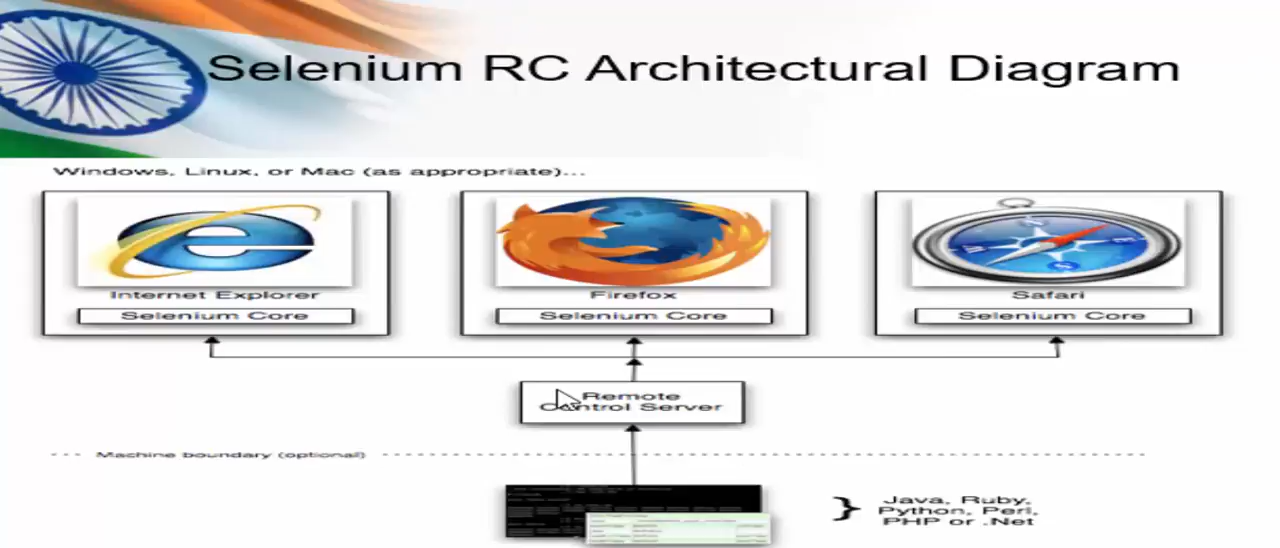 Selenium RC Architectural Diagram
Windows, Linux, or Mac (as appropriate)...
Internet Explorer
Selenium Core
Firefox
Selenium Core
Safari
Selenium Core
Remote
Control Server
Machine boundary (optional)
Java, Ruby,
Python, Perl,
PHP or .Net